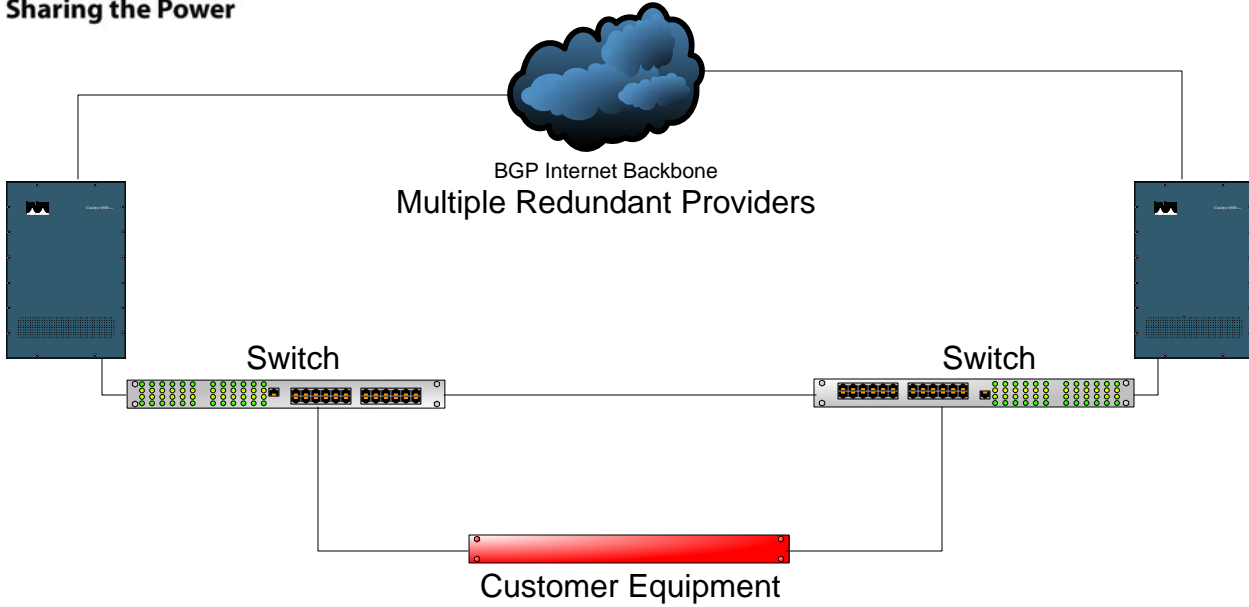 Sharing the Power
BGP Internet Backbone
Multiple Redundant Providers
Switch
Switch
Customer Equipment